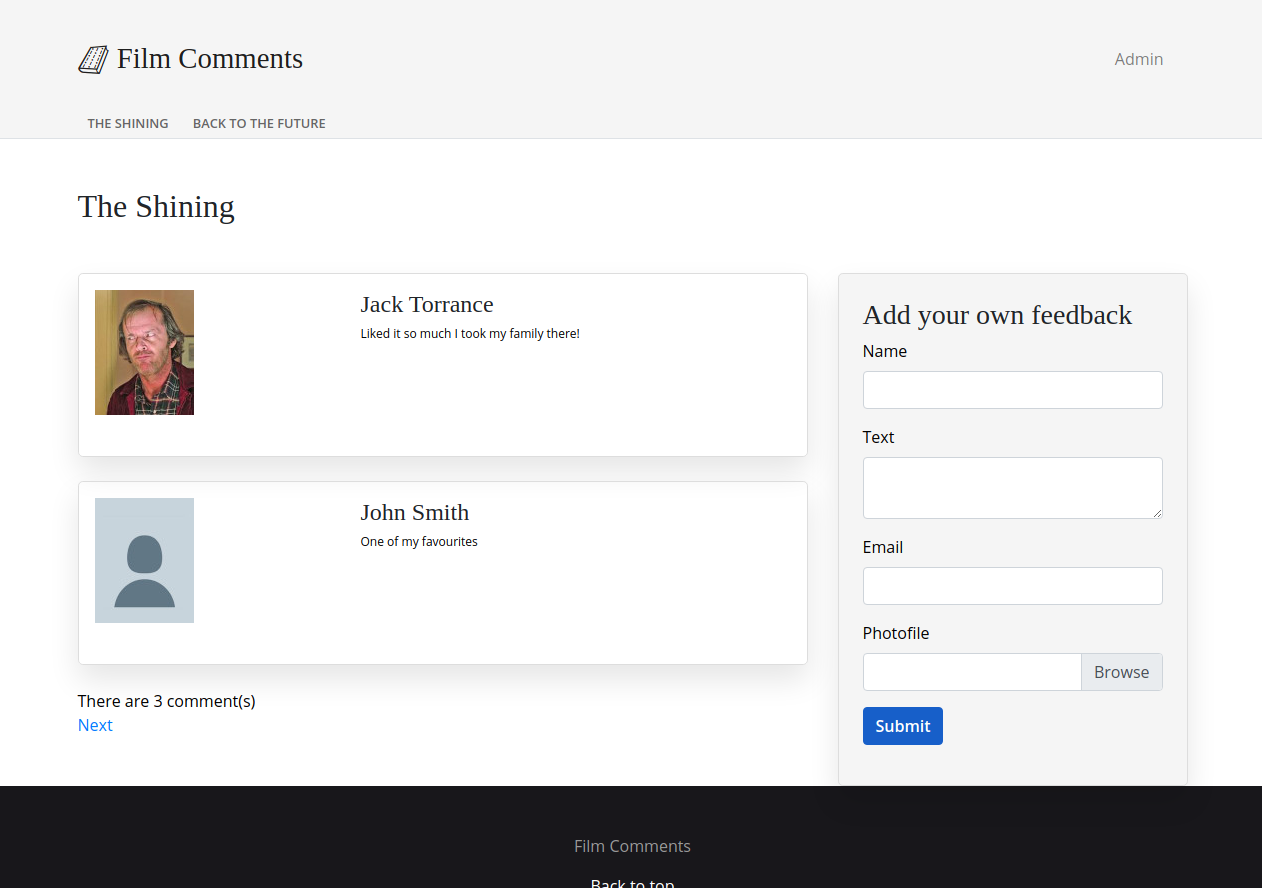 Film Comments
Admin
THE SHINING BACK TO THE FUTURE
The Shining
Jack Torrance
Liked it so much I took my family there!
John Smith
One of my favourites
There are 3 comment(s)
Next
Add your own feedback
Name
Text
Email
Photofile
Browse
Submit
Film Comments
Back to top